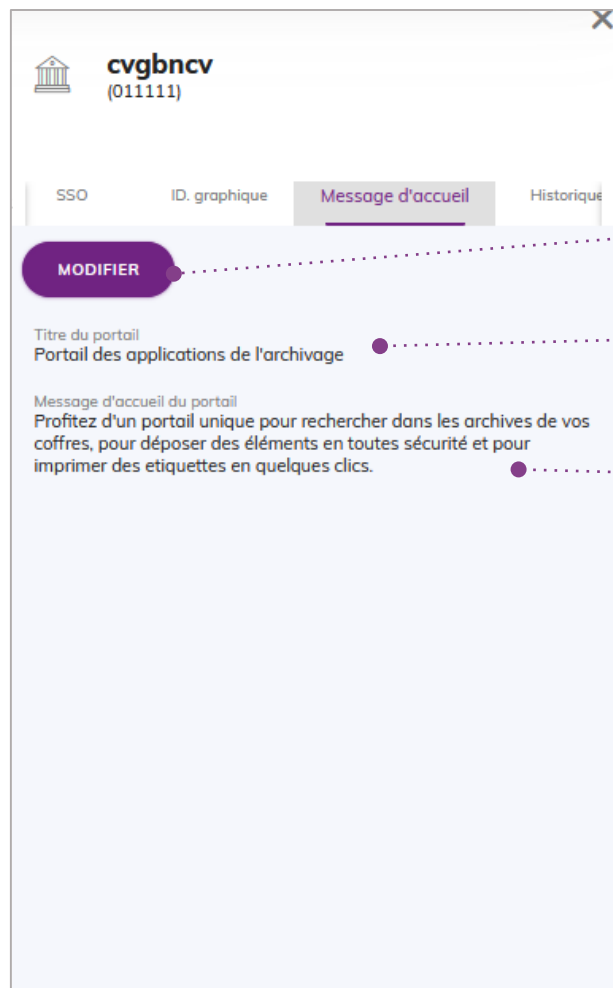 cvgbncv
(011111)
SSO
ID. graphique
Message d'accueil
Historique
MODIFIER
Titre du portail
Portail des applications de l'archivage
Message d'accueil du portail
Profitez d'un portail unique pour rechercher dans les archives de vos
coffres, pour déposer des éléments en toutes sécurité et pour
imprimer des etiquettes en quelques clics.